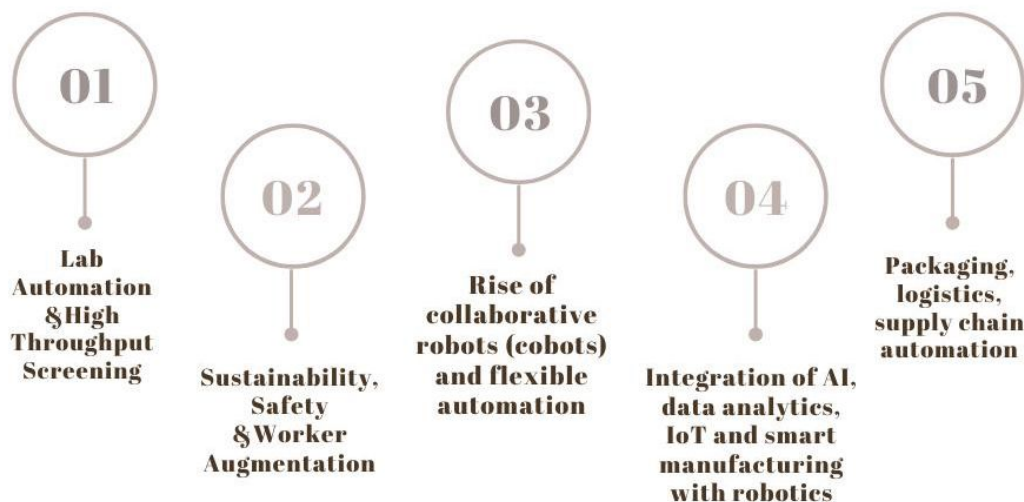 01
Lab
Automation
&High
Throughput
Screening
02
Sustainability,
Safety
&Worker
Augmentation
03
Rise of
collaborative
robots (cobots)
and flexible
automation
04
Integration of AI,
data analytics,
IoT and smart
manufacturing
with robotics
05
Packaging,
logistics,
supply chain
automation